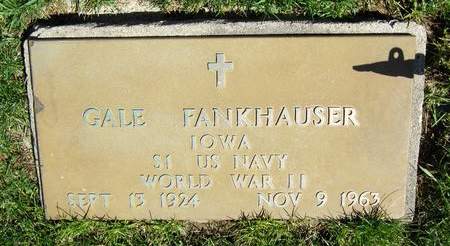 GALE FANKHAUSER
IOWA
S1 US NAVY
WORLD WAR II
SEPT 13 1924 NOV 9 1963